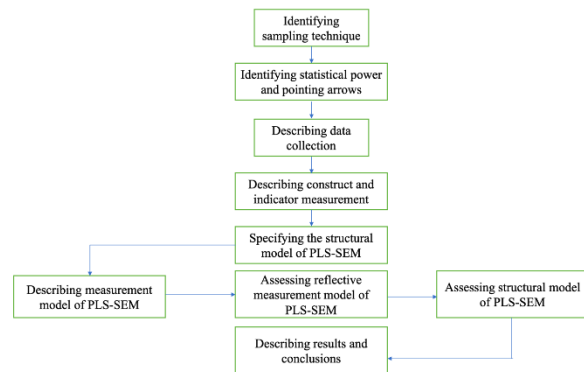 Identifying
sampling technique
Identifying statistical power
and pointing arrows
Describing data
collection
Describing construct and
indicator measurement
Specifying the structural
model of PLS-SEM
Describing measurement
model of PLS-SEM
Assessing reflective
measurement model of
PLS-SEM
Assessing structural model
of PLS-SEM
Describing results and
conclusions